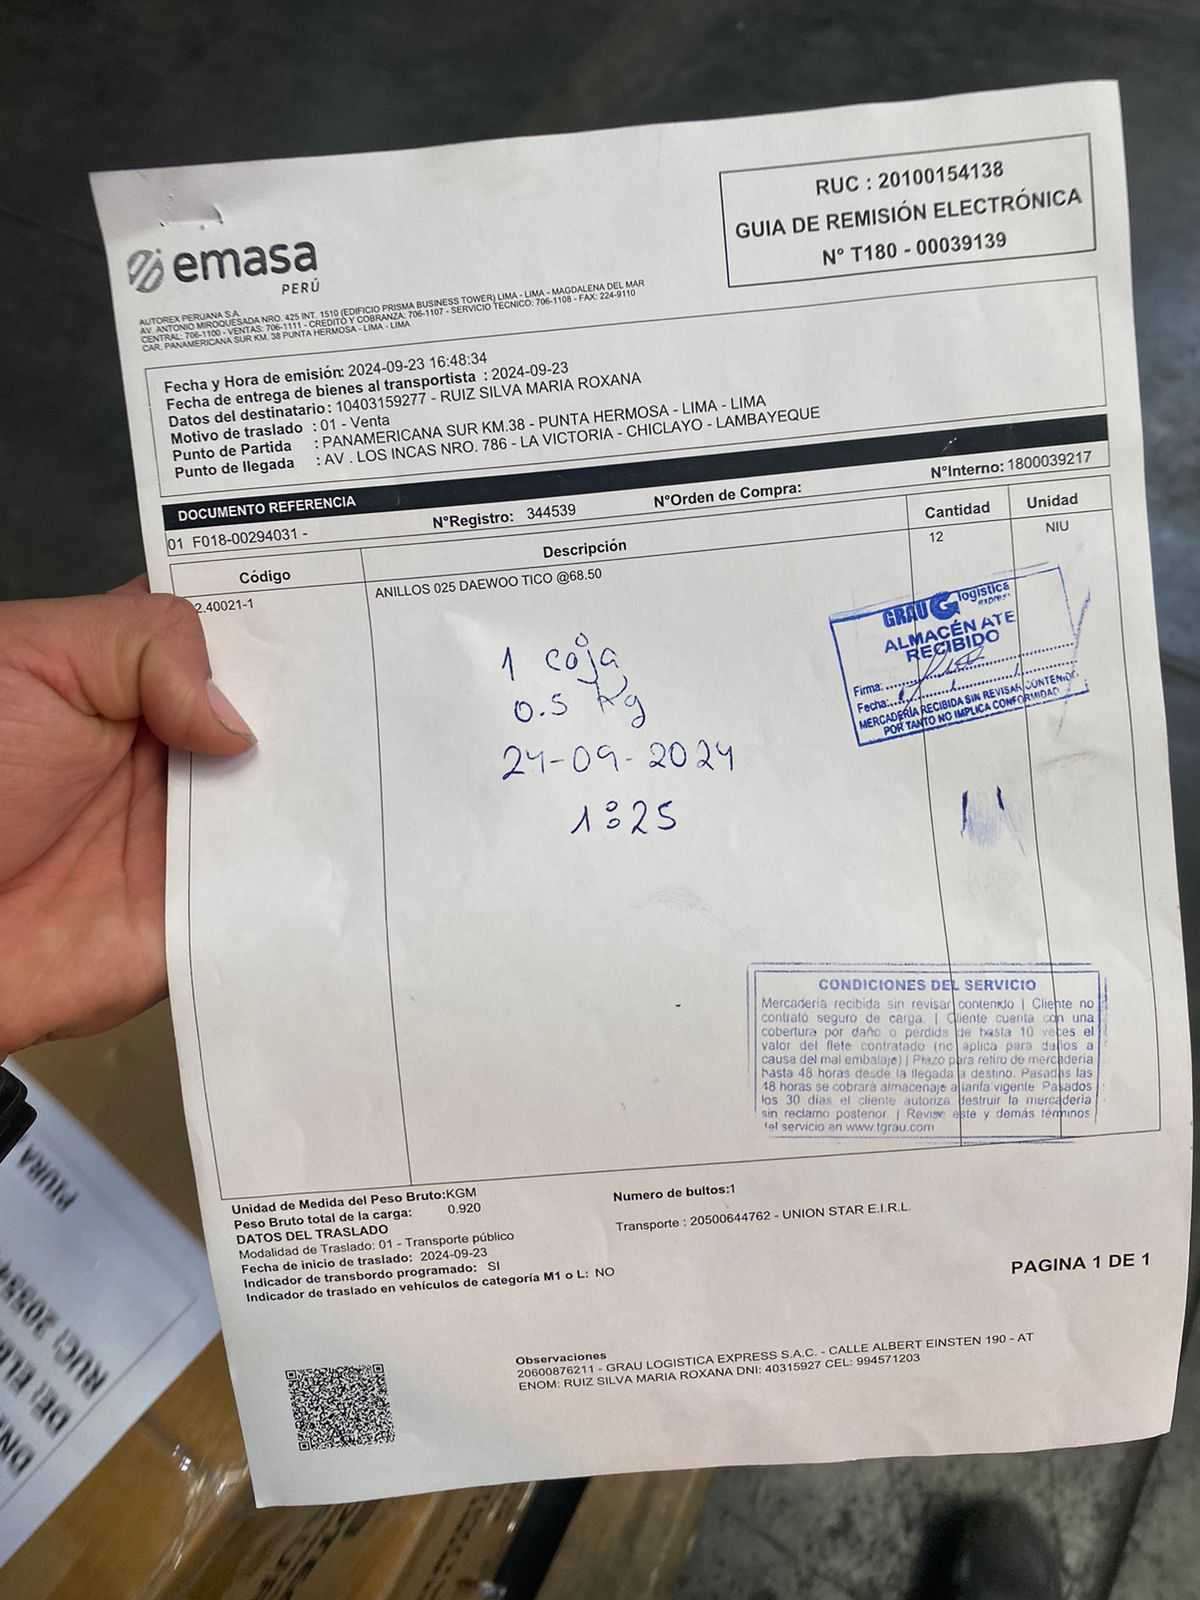 RUC : 20100154138
GUIA DE REMISIÓN ELECTRÓNICA
N° T180 - 00039139
emasa
PERÚ
AUTOREX PERUANA S.A.
AV. ANTONIO MIROQUESADA NRO. 425 INT. 1510 (EDIFICIO PRISMA BUSINESS TOWER) LIMA - LIMA - MAGDALENA DEL MAR
CENTRAL: 706-1100 - VENTAS: 706-1111 - CREDITO Y COBRANZA: 706-1107 - SERVICIO TECNICO: 706-1108 - FAX: 224-9110
CAR. PANAMERICANA SUR KM. 38 PUNTA HERMOSA - LIMA - LIMA
Fecha y Hora de emisión: 2024-09-23 16:48:34
Fecha de entrega de bienes al transportista : 2024-09-23
Datos del destinatario : 10403159277 - RUIZ SILVA MARIA ROXANA
Motivo de traslado : 01 - Venta
Punto de Partida : PANAMERICANA SUR KM.38 - PUNTA HERMOSA - LIMA - LIMA
Punto de llegada : AV . LOS INCAS NRO. 786 - LA VICTORIA - CHICLAYO - LAMBAYEQUE
DOCUMENTO REFERENCIA
01 F018-00294031 - N°Registro: 344539 N°Orden de Compra: N°Interno: 1800039217
Código Descripción Cantidad Unidad
2.40021-1 ANILLOS 025 DAEWOO TICO @68.50 12 NIU
GRAU G logistica
express
ALMACÉN ATE
RECIBIDO
Firma:
Fecha:
MERCADERÍA RECIBIDA SIN REVISAR CONTENIDO
POR TANTO NO IMPLICA CONFORMIDAD
1 caja
0.5 Kg
24-09-2024
1:25
CONDICIONES DEL SERVICIO
Mercadería recibida sin revisar contenido | Cliente no
contrató seguro de carga. | Cliente cuenta con una
cobertura por daño o pérdida de hasta 10 veces el
valor del flete contratado (no aplica para daños a
causa del mal embalaje) | Plazo para retiro de mercadería
hasta 48 horas desde la llegada a destino. Pasadas las
48 horas se cobrará almacenaje a tarifa vigente. Pasados
los 30 días el cliente autoriza destruir la mercadería
sin reclamo posterior. | Revise este y demás términos
del servicio en www.tgrau.com
Unidad de Medida del Peso Bruto:KGM
Peso Bruto total de la carga: 0.920
Numero de bultos:1
DATOS DEL TRASLADO
Transporte : 20500644762 - UNION STAR E.I.R.L.
Modalidad de Traslado: 01 - Transporte público
Fecha de inicio de traslado: 2024-09-23
Indicador de transbordo programado: SI
Indicador de traslado en vehículos de categoría M1 o L: NO
PAGINA 1 DE 1
Observaciones
20600876211 - GRAU LOGISTICA EXPRESS S.A.C. - CALLE ALBERT EINSTEN 190 - AT
ENOM: RUIZ SILVA MARIA ROXANA DNI: 40315927 CEL: 994571203
PIURA